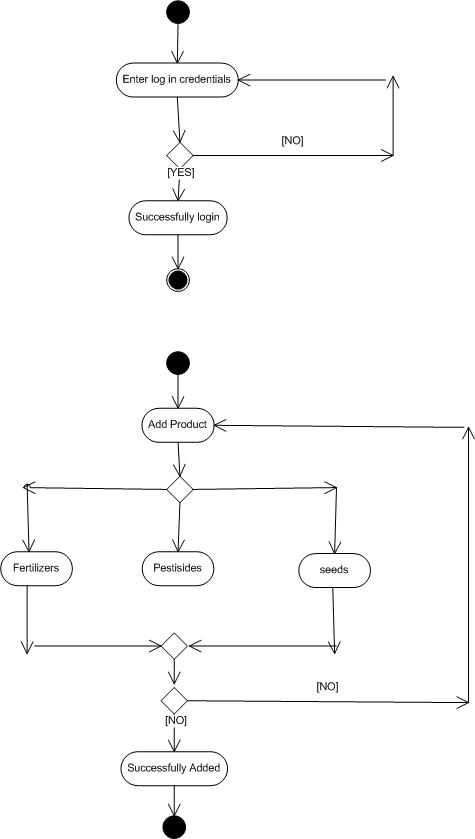 Enter log in credentials
[NO]
[YES]
Successfully login
Add Product
Fertilizers
Pestisides
seeds
[NO]
[NO]
Successfully Added